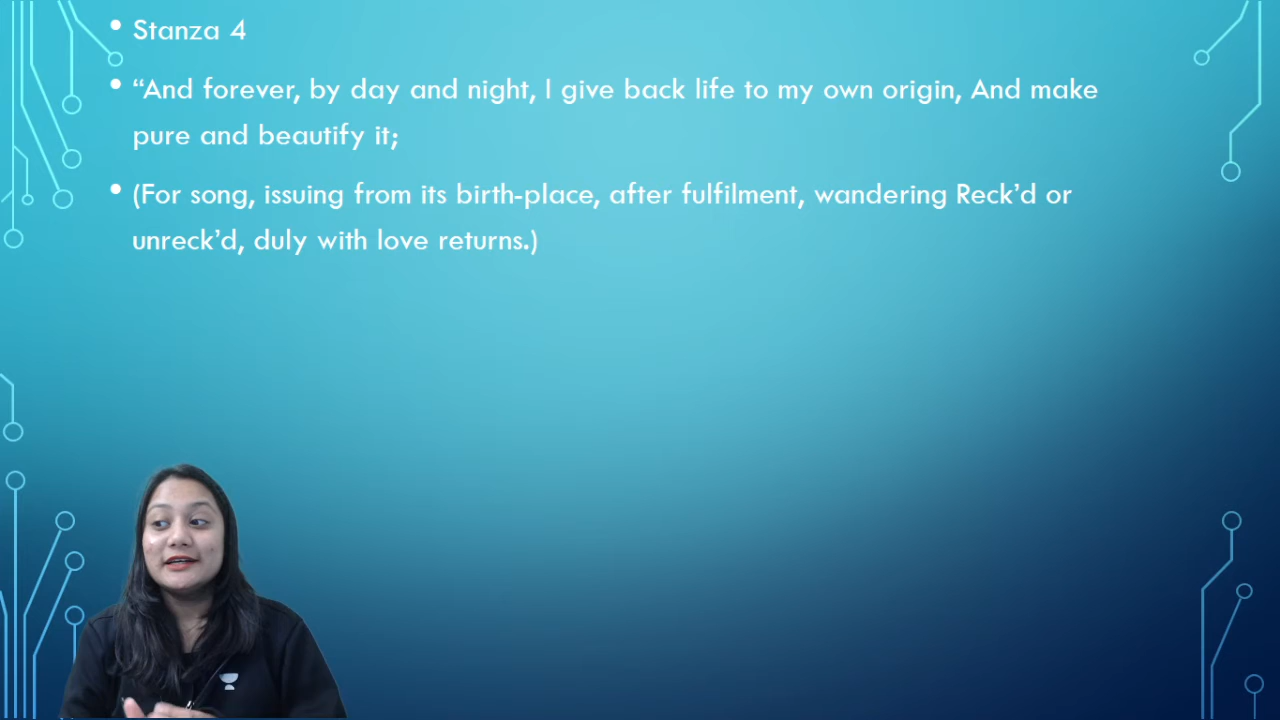 Stanza 4
“And forever, by day and night, I give back life to my own origin, And make
pure and beautify it;
(For song, issuing from its birth-place, after fulfilment, wandering Reck’d or
unreck’d, duly with love returns.)